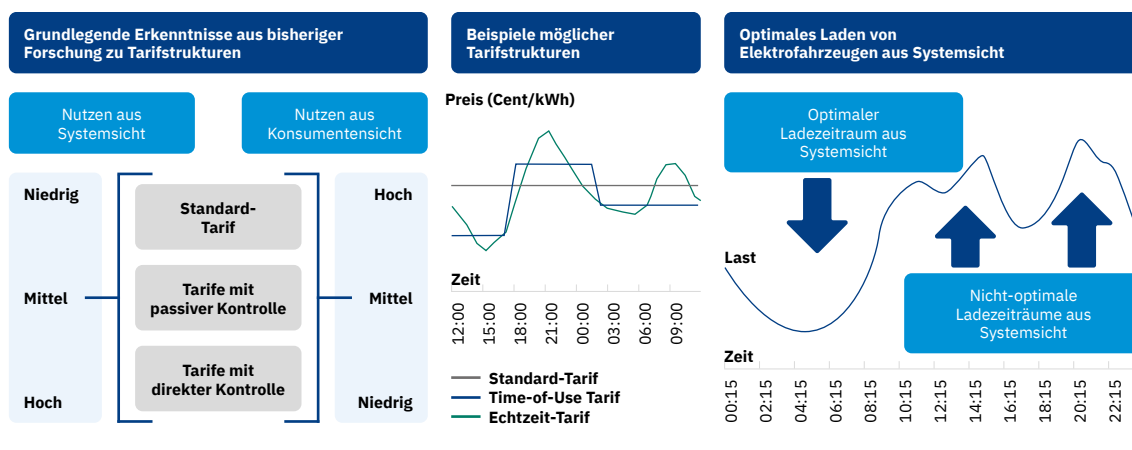 Grundlegende Erkenntnisse aus bisheriger
Forschung zu Tarifstrukturen
Nutzen aus
Systemsicht
Nutzen aus
Konsumentensicht
Niedrig
Mittel
Hoch
Standard-
Tarif
Tarife mit
passiver Kontrolle
Tarife mit
direkter Kontrolle
Hoch
Mittel
Niedrig
Beispiele möglicher
Tarifstrukturen
Preis (Cent/kWh)
Zeit
12:00
15:00
18:00
21:00
00:00
03:00
06:00
09:00
Standard-Tarif
Time-of-Use Tarif
Echtzeit-Tarif
Optimales Laden von
Elektrofahrzeugen aus Systemsicht
Optimaler
Ladezeitraum aus
Systemsicht
Last
Nicht-optimale
Ladezeiträume aus
Systemsicht
Zeit
00:15
02:15
04:15
06:15
08:15
10:15
12:15
14:15
16:15
18:15
20:15
22:15